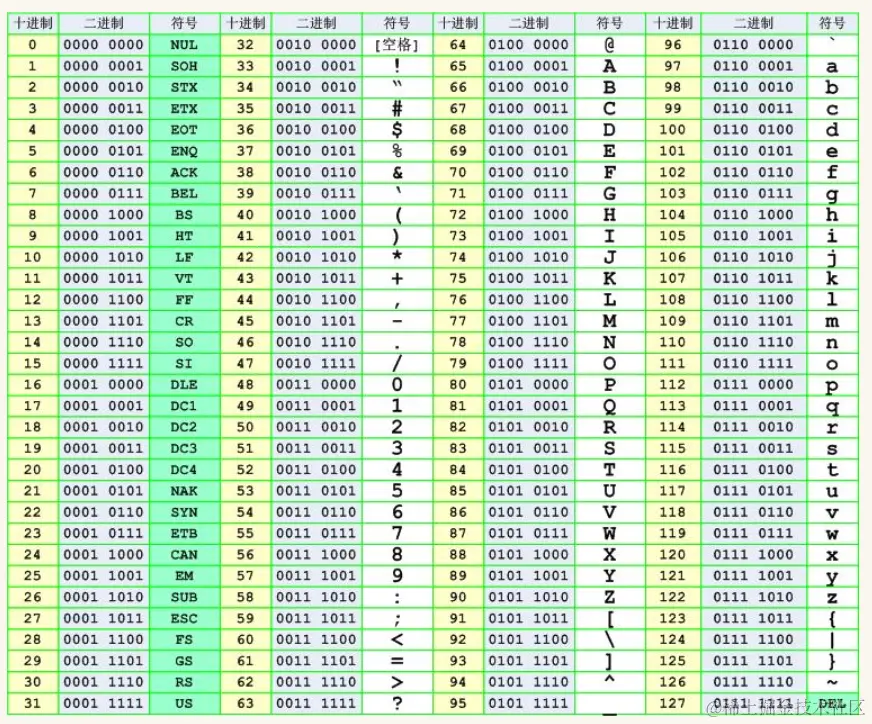 十进制 二进制 符号 十进制 二进制 符号 十进制 二进制 符号 十进制 二进制 符号
0 0000 0000 NUL 32 0010 0000 [空格] 64 0100 0000 @ 96 0110 0000 `
1 0000 0001 SOH 33 0010 0001 ! 65 0100 0001 A 97 0110 0001 a
2 0000 0010 STX 34 0010 0010 " 66 0100 0010 B 98 0110 0010 b
3 0000 0011 ETX 35 0010 0011 # 67 0100 0011 C 99 0110 0011 c
4 0000 0100 EOT 36 0010 0100 $ 68 0100 0100 D 100 0110 0100 d
5 0000 0101 ENQ 37 0010 0101 % 69 0100 0101 E 101 0110 0101 e
6 0000 0110 ACK 38 0010 0110 & 70 0100 0110 F 102 0110 0110 f
7 0000 0111 BEL 39 0010 0111 ‵ 71 0100 0111 G 103 0110 0111 g
8 0000 1000 BS 40 0010 1000 ( 72 0100 1000 H 104 0110 1000 h
9 0000 1001 HT 41 0010 1001 ) 73 0100 1001 I 105 0110 1001 i
10 0000 1010 LF 42 0010 1010 * 74 0100 1010 J 106 0110 1010 j
11 0000 1011 VT 43 0010 1011 + 75 0100 1011 K 107 0110 1011 k
12 0000 1100 FF 44 0010 1100 , 76 0100 1100 L 108 0110 1100 l
13 0000 1101 CR 45 0010 1101 - 77 0100 1101 M 109 0110 1101 m
14 0000 1110 SO 46 0010 1110 . 78 0100 1110 N 110 0110 1110 n
15 0000 1111 SI 47 0010 1111 / 79 0100 1111 O 111 0110 1111 o
16 0001 0000 DLE 48 0011 0000 0 80 0101 0000 P 112 0111 0000 p
17 0001 0001 DC1 49 0011 0001 1 81 0101 0001 Q 113 0111 0001 q
18 0001 0010 DC2 50 0011 0010 2 82 0101 0010 R 114 0111 0010 r
19 0001 0011 DC3 51 0011 0011 3 83 0101 0011 S 115 0111 0011 s
20 0001 0100 DC4 52 0011 0100 4 84 0101 0100 T 116 0111 0100 t
21 0001 0101 NAK 53 0011 0101 5 85 0101 0101 U 117 0111 0101 u
22 0001 0110 SYN 54 0011 0110 6 86 0101 0110 V 118 0111 0110 v
23 0001 0111 ETB 55 0011 0111 7 87 0101 0111 W 119 0111 0111 w
24 0001 1000 CAN 56 0011 1000 8 88 0101 1000 X 120 0111 1000 x
25 0001 1001 EM 57 0011 1001 9 89 0101 1001 Y 121 0111 1001 y
26 0001 1010 SUB 58 0011 1010 : 90 0101 1010 Z 122 0111 1010 z
27 0001 1011 ESC 59 0011 1011 ; 91 0101 1011 [ 123 0111 1011 {
28 0001 1100 FS 60 0011 1100 < 92 0101 1100 \ 124 0111 1100 |
29 0001 1101 GS 61 0011 1101 = 93 0101 1101 ] 125 0111 1101 }
30 0001 1110 RS 62 0011 1110 > 94 0101 1110 ^ 126 0111 1110 ~
31 0001 1111 US 63 0011 1111 ? 95 0101 1111 _ 127 0111 1111 DEL
@稀土掘金技术社区